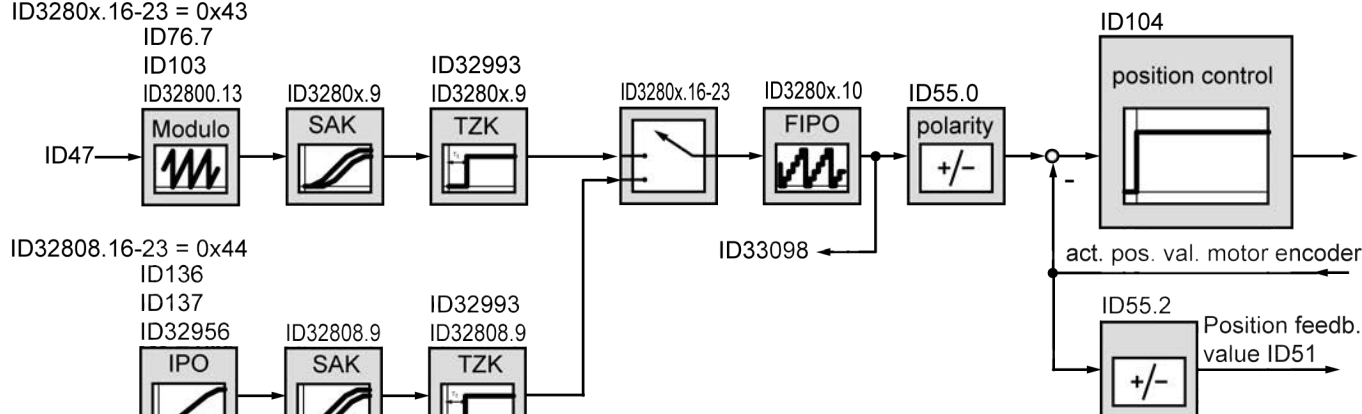 ID3280x.16-23 = 0x43
ID76.7
ID103
ID32800.13
Modulo
ID47
ID3280x.9
SAK
ID32993
ID3280x.9
TZK
ID3280x.16-23
ID3280x.10
FIPO
ID55.0
polarity
+/-
ID104
position control
-
ID33098
act. pos. val. motor encoder
ID55.2
+/-
Position feedb.
value ID51
ID32808.16-23 = 0x44
ID136
ID137
ID32956
IPO
ID32808.9
SAK
ID32993
ID32808.9
TZK